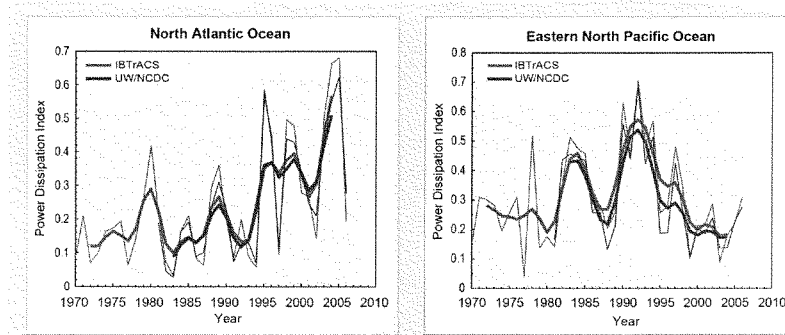 North Atlantic Ocean
IBTrACS
UW/NCDC
Power Dissipation Index
0.7
0.6
0.5
0.4
0.3
0.2
0.1
0
1970 1975 1980 1985 1990 1995 2000 2005 2010
Year
Eastern North Pacific Ocean
IBTrACS
UW/NCDC
Power Dissipation Index
0.8
0.7
0.6
0.5
0.4
0.3
0.2
0.1
0
1970 1975 1980 1985 1990 1995 2000 2005 2010
Year